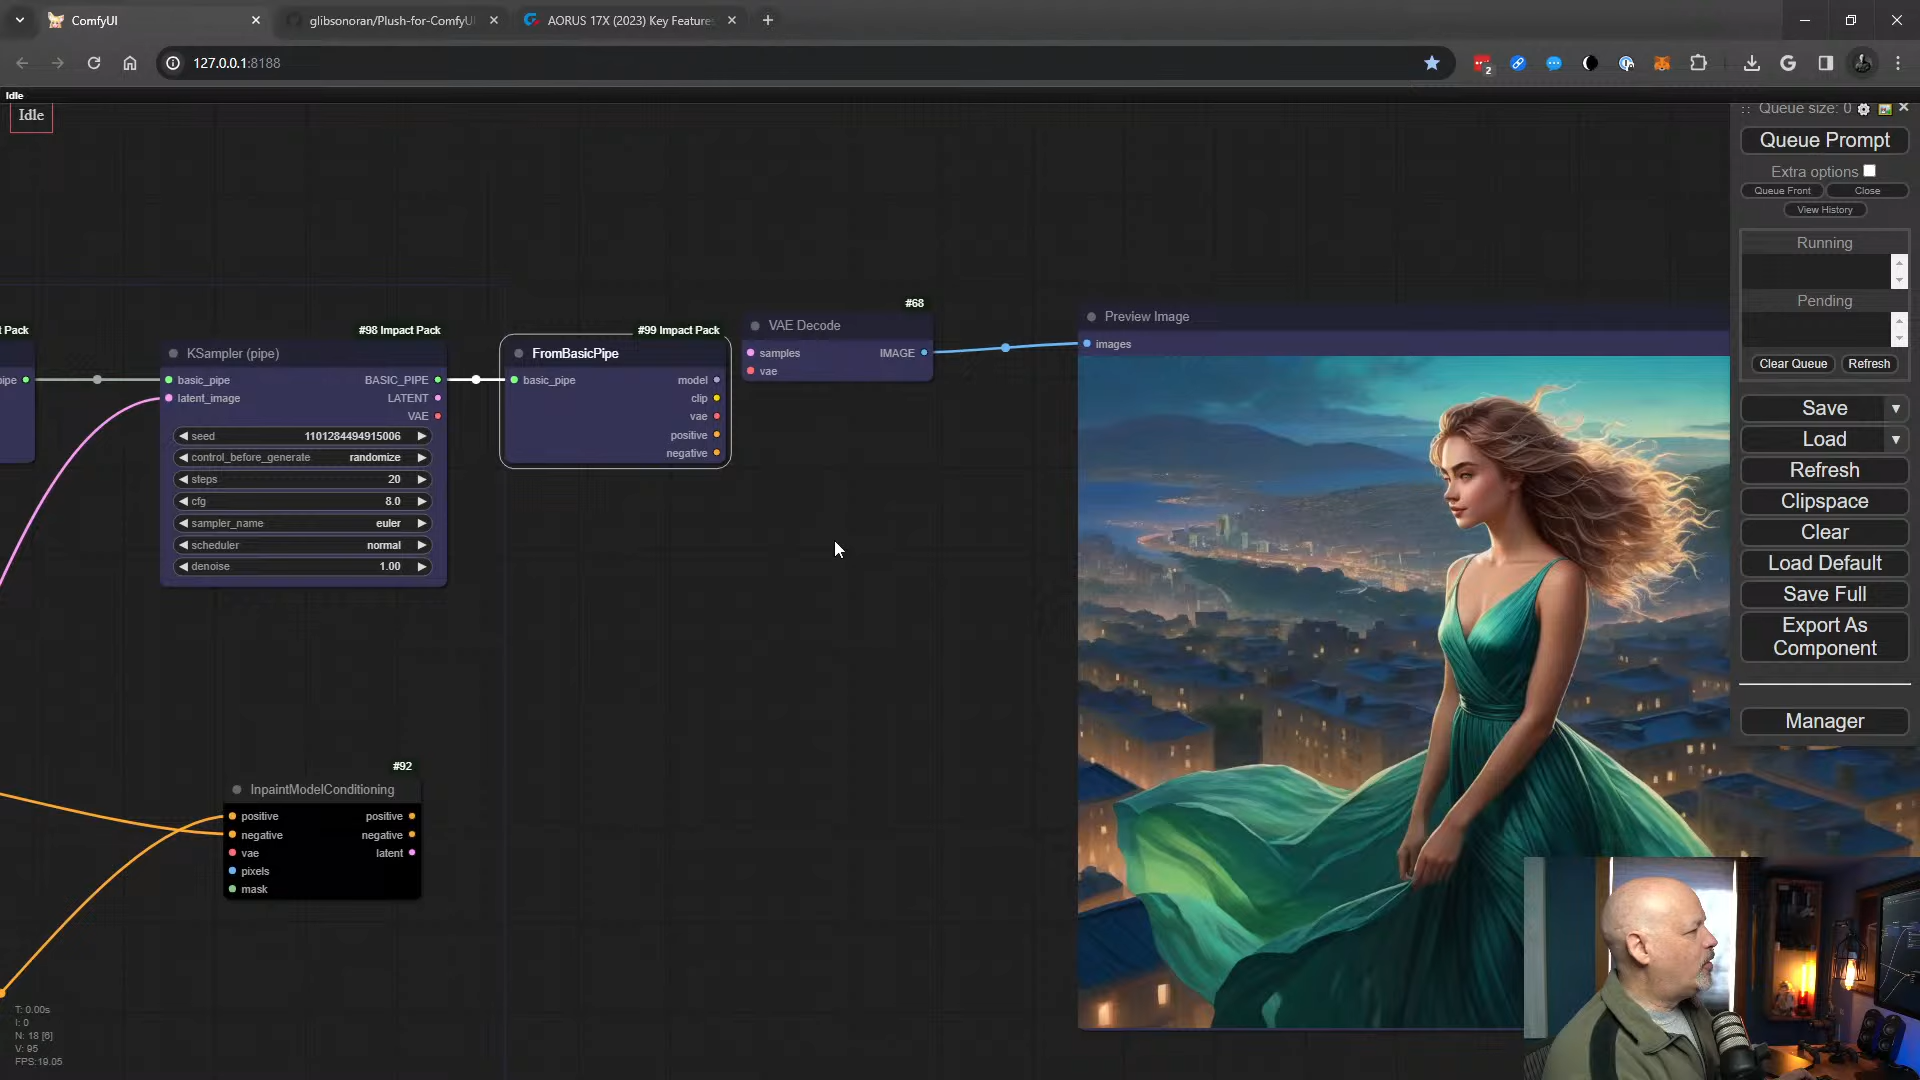 ComfyUI
glibsonoran/Plush-for-ComfyUI
AORUS 17X (2023) Key Feature
127.0.0.1:8188
2
Idle
Idle
Queue size: 0
Queue Prompt
Extra options
Queue Front
Close
View History
Running
Pending
Clear Queue
Refresh
Save
Load
Refresh
Clipspace
Clear
Load Default
Save Full
Export As
Component
Manager
t Pack
pipe
#98 Impact Pack
KSampler (pipe)
basic_pipe
BASIC_PIPE
latent_image
LATENT
VAE
seed
1101284494915006
control_before_generate
randomize
steps
20
cfg
8.0
sampler_name
euler
scheduler
normal
denoise
1.00
#99 Impact Pack
FromBasicPipe
basic_pipe
model
clip
vae
positive
negative
#68
VAE Decode
samples
IMAGE
vae
Preview Image
images
#92
InpaintModelConditioning
positive
positive
negative
negative
vae
latent
pixels
mask
T: 0.00s
I: 0
N: 18 [6]
V: 95
FPS:19.05